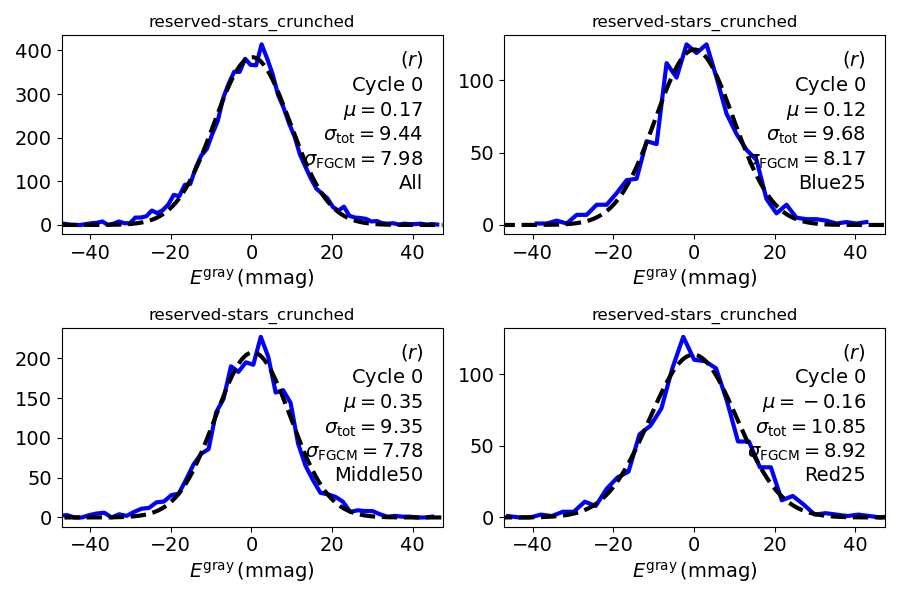 reserved-stars_crunched
400
300
200
100
0
(r)
Cycle 0
μ = 0.17
σtot = 9.44
σFGCM = 7.98
All
−40 −20 0 20 40
Egray (mmag)
reserved-stars_crunched
100
50
0
(r)
Cycle 0
μ = 0.12
σtot = 9.68
σFGCM = 8.17
Blue25
−40 −20 0 20 40
Egray (mmag)
reserved-stars_crunched
200
150
100
50
0
(r)
Cycle 0
μ = 0.35
σtot = 9.35
σFGCM = 7.78
Middle50
−40 −20 0 20 40
Egray (mmag)
reserved-stars_crunched
100
50
0
(r)
Cycle 0
μ = −0.16
σtot = 10.85
σFGCM = 8.92
Red25
−40 −20 0 20 40
Egray (mmag)